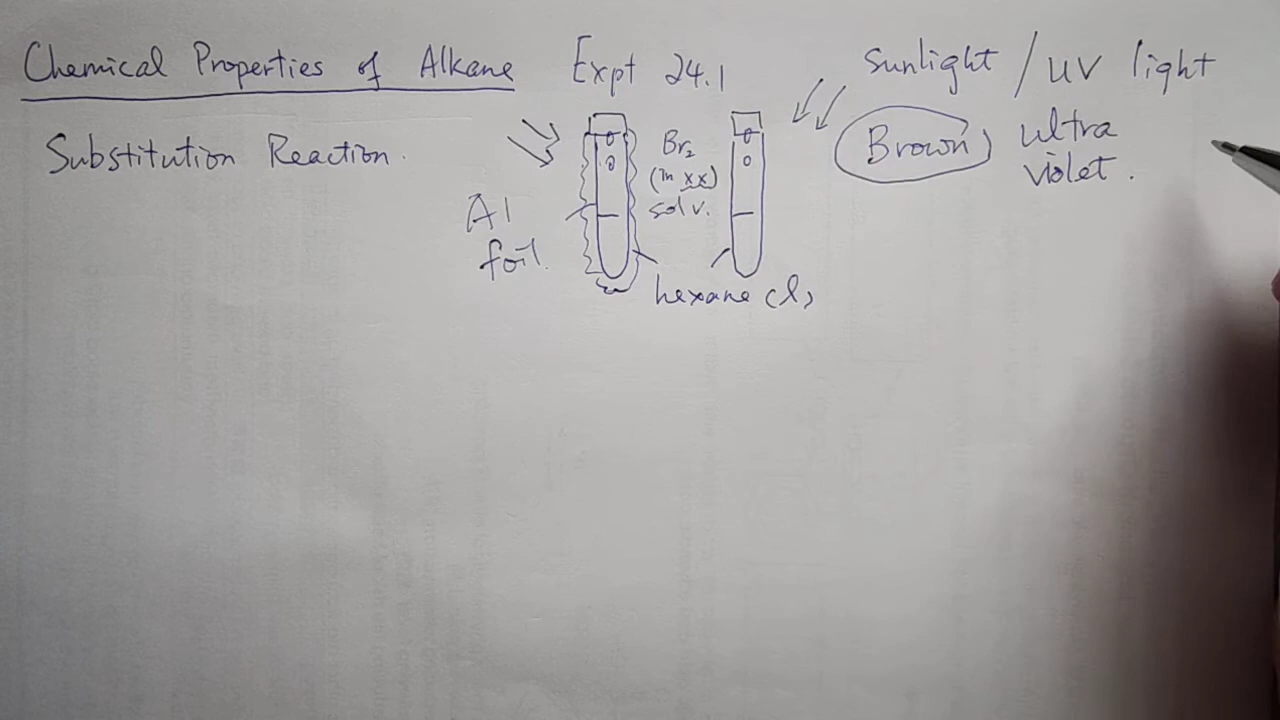 Chemical Properties of Alkane Expt 24.1
Sunlight / UV light
Substitution Reaction.
Br₂
(in xx)
solv.
Brown
ultra
violet.
Al
foil.
hexane (l)